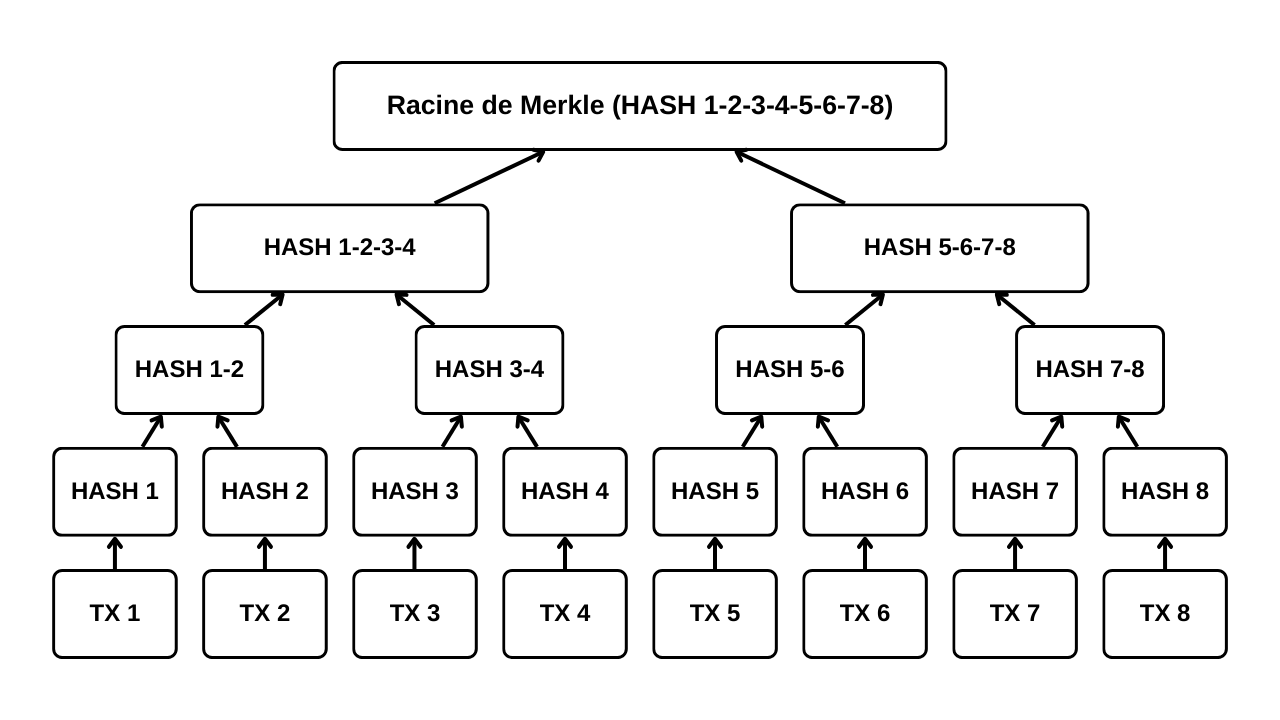 Racine de Merkle (HASH 1-2-3-4-5-6-7-8)
HASH 1-2-3-4
HASH 5-6-7-8
HASH 1-2
HASH 3-4
HASH 5-6
HASH 7-8
HASH 1
HASH 2
HASH 3
HASH 4
HASH 5
HASH 6
HASH 7
HASH 8
TX 1
TX 2
TX 3
TX 4
TX 5
TX 6
TX 7
TX 8